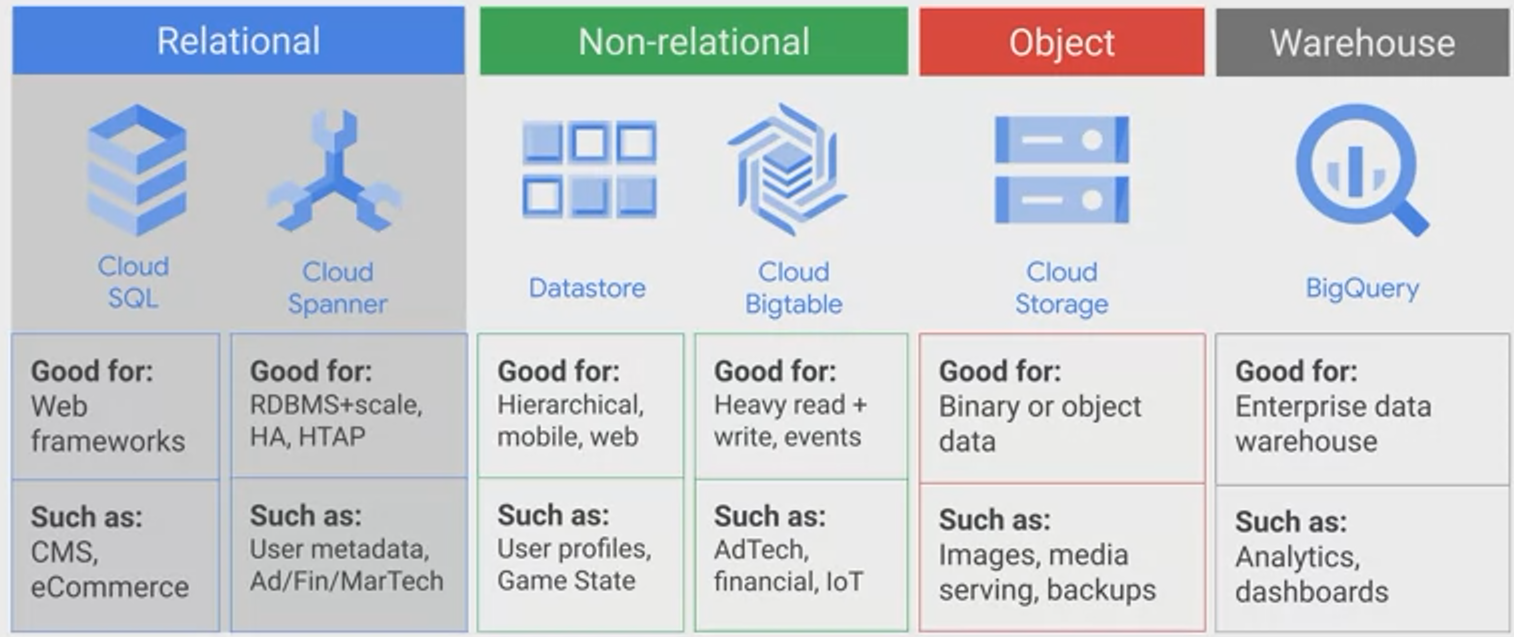 Relational
Non-relational
Object
Warehouse
Cloud
SQL
Cloud
Spanner
Datastore
Cloud
Bigtable
Cloud
Storage
BigQuery
Good for:
Web
frameworks
Good for:
RDBMS+scale,
HA, HTAP
Good for:
Hierarchical,
mobile, web
Good for:
Heavy read +
write, events
Good for:
Binary or object
data
Good for:
Enterprise data
warehouse
Such as:
CMS,
eCommerce
Such as:
User metadata,
Ad/Fin/MarTech
Such as:
User profiles,
Game State
Such as:
AdTech,
financial, IoT
Such as:
Images, media
serving, backups
Such as:
Analytics,
dashboards